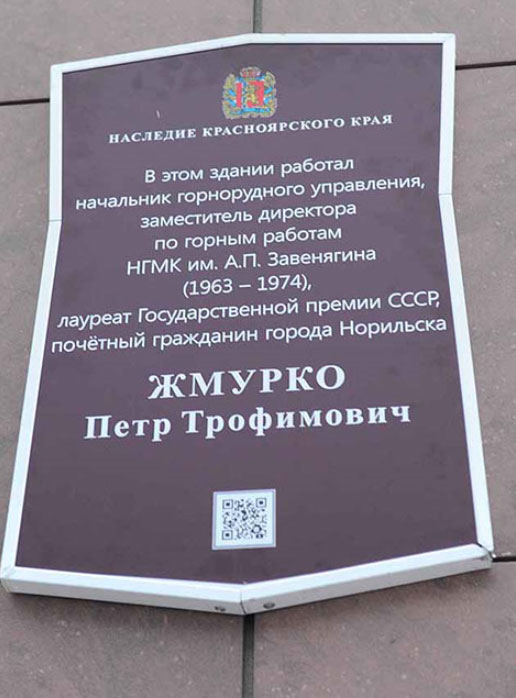 НАСЛЕДИЕ КРАСНОЯРСКОГО КРАЯ
В этом здании работал
начальник горнорудного управления,
заместитель директора
по горным работам
НГМК им. А.П. Завенягина
(1963 – 1974),
лауреат Государственной премии СССР,
почётный гражданин города Норильска
ЖМУРКО
Петр Трофимович